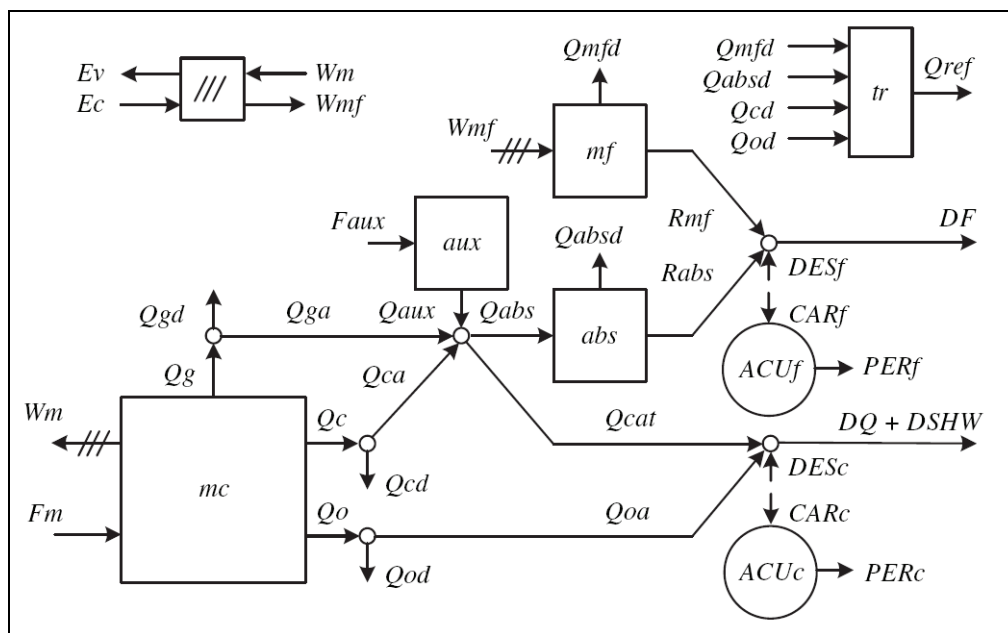 Ev
Ec
///
Wm
Wmf
Qmfd
Qmfd
Qabsd
Qcd
Qod
tr
Qref
Wmf
mf
Faux
aux
Qabsd
Rmf
DF
Rabs
DESf
Qgd
Qga
Qaux
Qabs
abs
CARf
ACUf
PERf
Qg
Qca
Wm
Qc
Qcat
DQ + DSHW
mc
Qcd
DESc
Fm
Qo
Qoa
CARc
Qod
ACUc
PERc